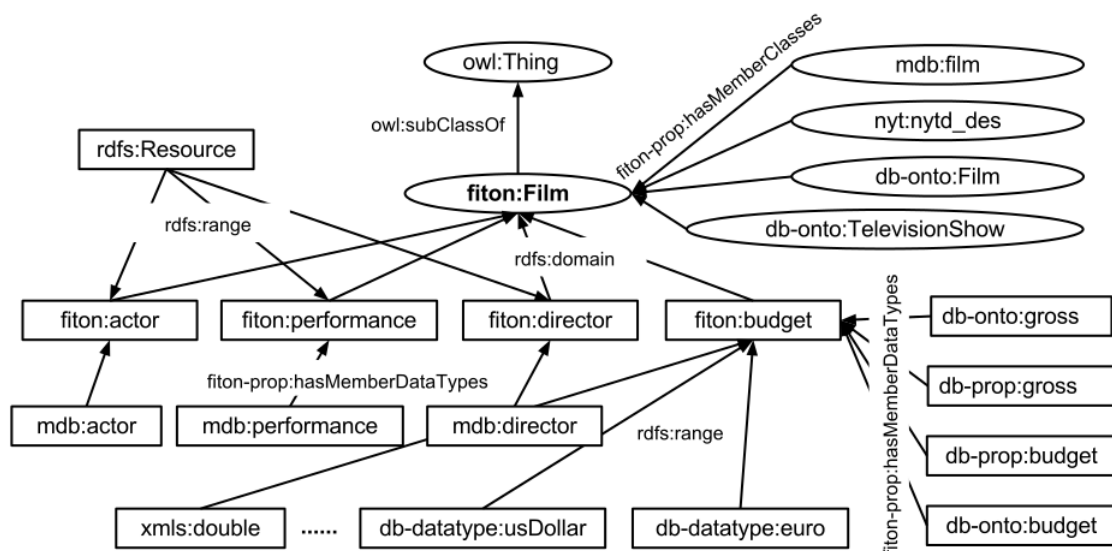 owl:Thing
mdb:film
fiton-prop:hasMemberClasses
owl:subClassOf
nyt:nytd_des
rdfs:Resource
fiton:Film
db-onto:Film
rdfs:range
db-onto:TelevisionShow
rdfs:domain
fiton:actor
fiton:performance
fiton:director
fiton:budget
db-onto:gross
fiton-prop:hasMemberDataTypes
db-prop:gross
fiton-prop:hasMemberDataTypes
mdb:actor
mdb:performance
mdb:director
rdfs:range
db-prop:budget
xmls:double
......
db-datatype:usDollar
db-datatype:euro
db-onto:budget